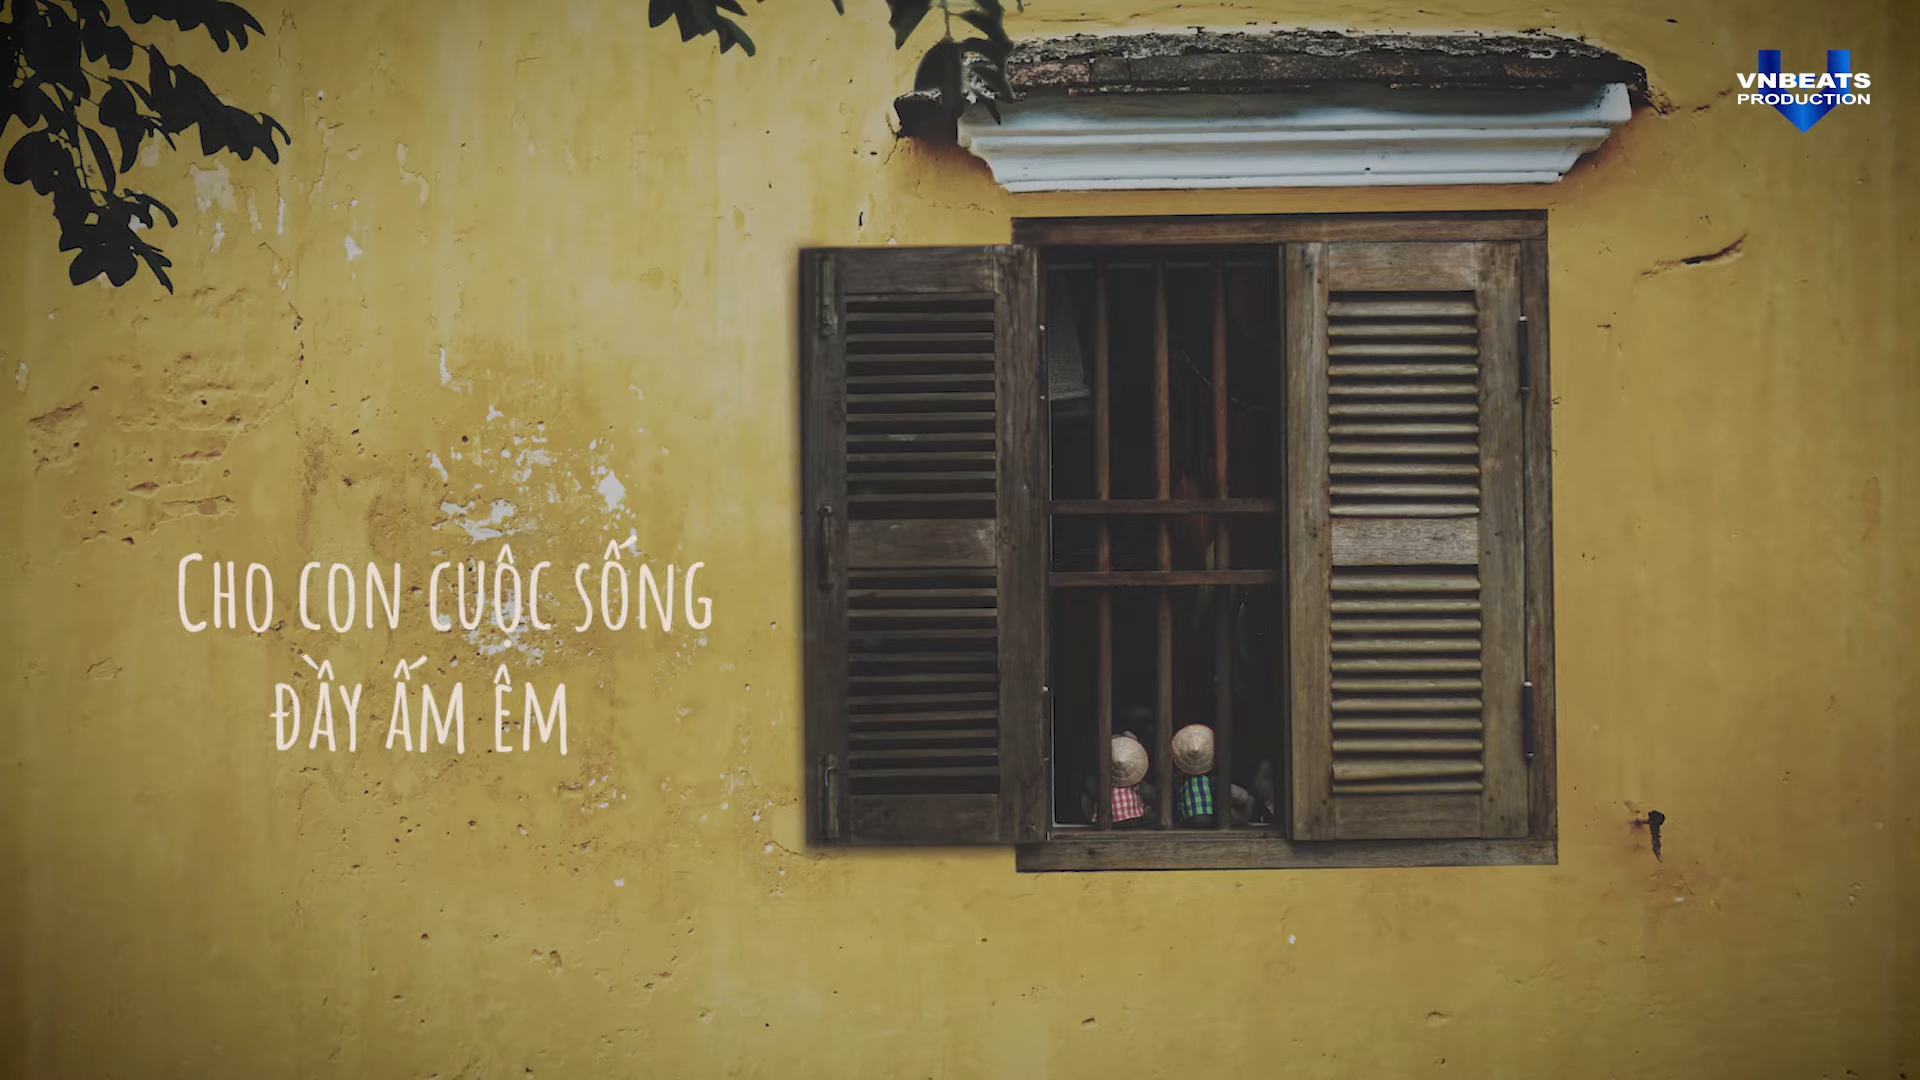 VNBEATS
PRODUCTION
CHO CON CUỘC SỐNG
ĐẦY ẤM ÊM